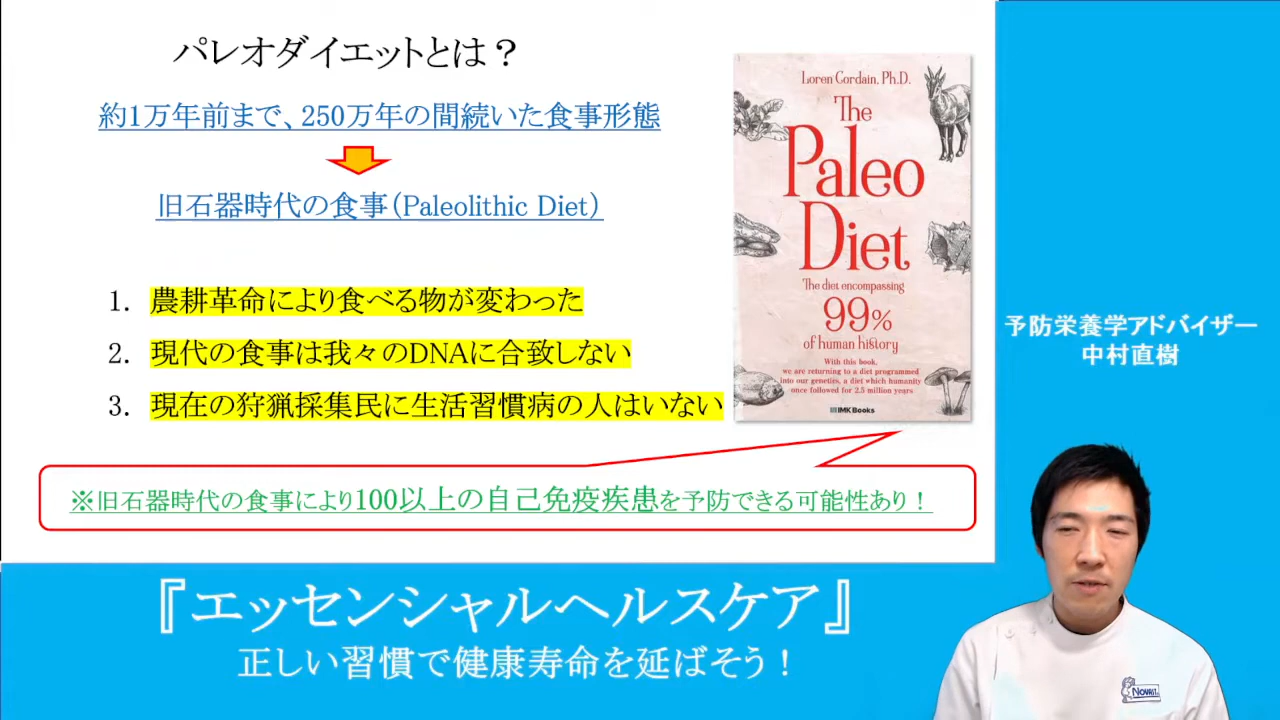 パレオダイエットとは？
約1万年前まで、250万年の間続いた食事形態
旧石器時代の食事（Paleolithic Diet）
1. 農耕革命により食べる物が変わった
2. 現代の食事は我々のDNAに合致しない
3. 現在の狩猟採集民に生活習慣病の人はいない
※旧石器時代の食事により100以上の自己免疫疾患を予防できる可能性あり！
Loren Cordain, Ph.D.
The
Paleo
Diet
The diet encompassing
99%
of human history
With this book,
we are returning to a diet programmed
into our genetics, a diet which humanity
once followed for 2.5 million years
IMK Books
予防栄養学アドバイザー
中村直樹
『エッセンシャルヘルスケア』
正しい習慣で健康寿命を延ばそう！